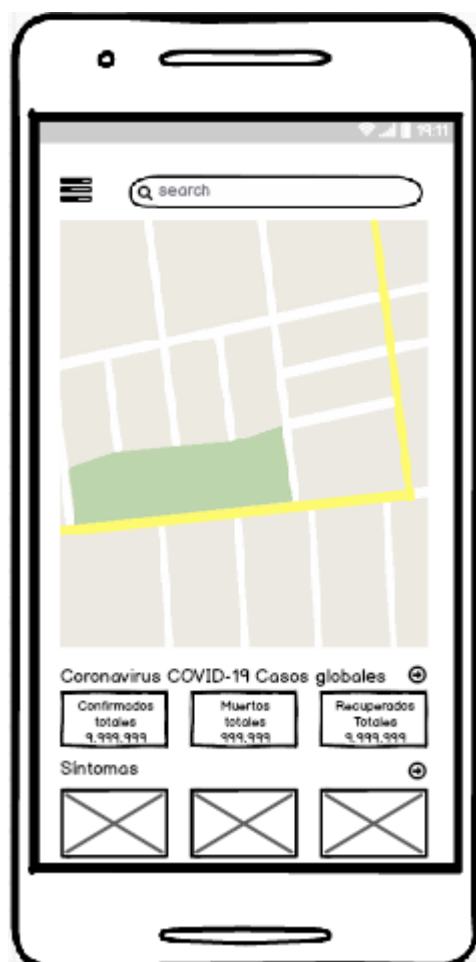 19:11
search
Coronavirus COVID-19 Casos globales
Confirmados
totales
9.999.999
Muertos
totales
999.999
Recuperados
Totales
9.999.999
Síntomas